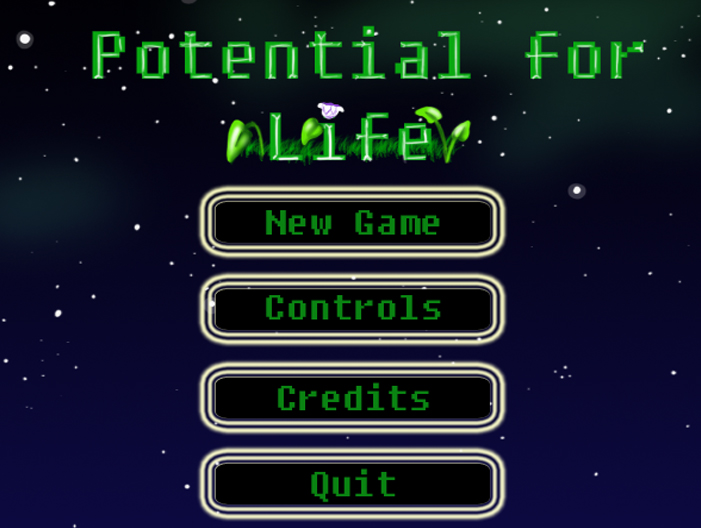 Potential for
Life
New Game
Controls
Credits
Quit